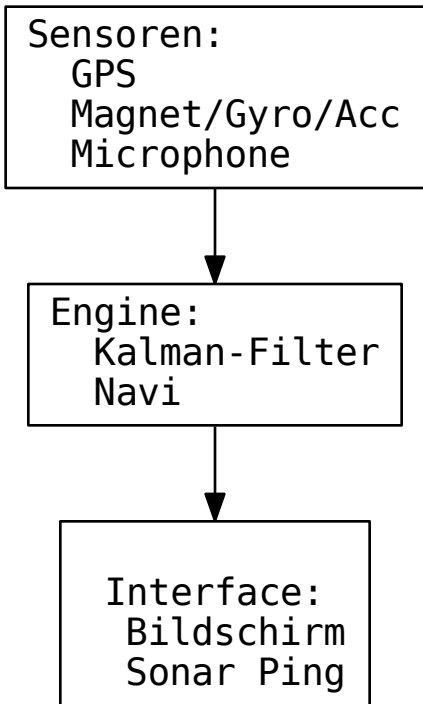 Sensoren:
GPS
Magnet/Gyro/Acc
Microphone
Engine:
Kalman-Filter
Navi
Interface:
Bildschirm
Sonar Ping